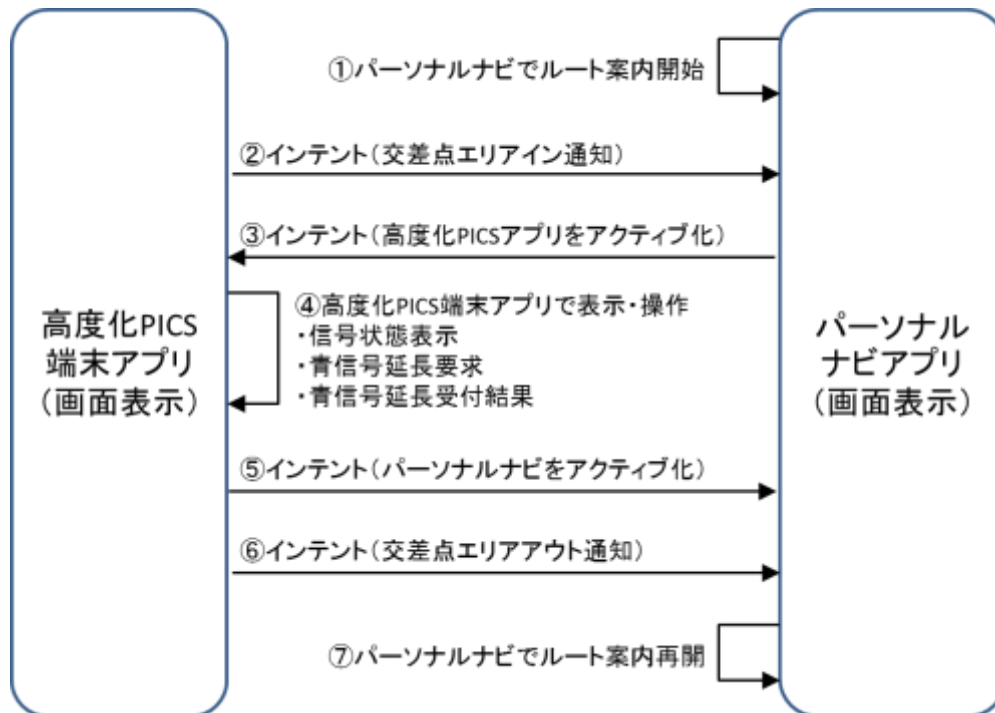 ①パーソナルナビでルート案内開始
②インテント（交差点エリアイン通知）
③インテント（高度化PICSアプリをアクティブ化）
④高度化PICS端末アプリで表示・操作
・信号状態表示
・青信号延長要求
・青信号延長受付結果
高度化PICS
端末アプリ
（画面表示）
パーソナル
ナビアプリ
（画面表示）
⑤インテント（パーソナルナビをアクティブ化）
⑥インテント（交差点エリアアウト通知）
⑦パーソナルナビでルート案内再開